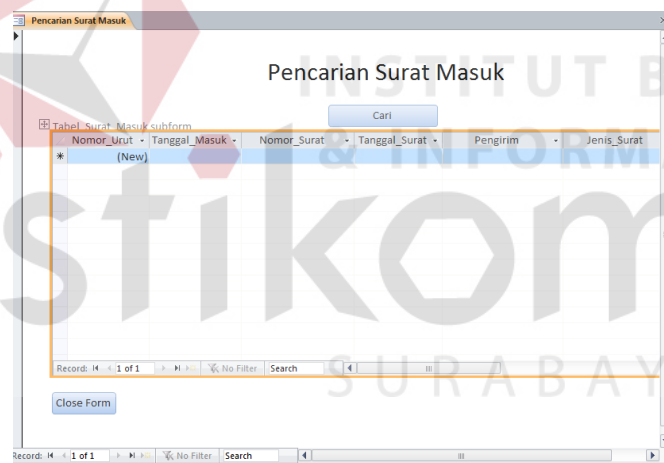 Pencarian Surat Masuk
INSTITUT B
Pencarian Surat Masuk
Cari
Tabel_Surat_Masuk subform
Nomor_Urut Tanggal_Masuk Nomor_Surat Tanggal_Surat Pengirim Jenis_Surat
* (New)
& INFORM
stikom
Record: 1 of 1 No Filter Search
SURABAY
Close Form
Record: 1 of 1 No Filter Search